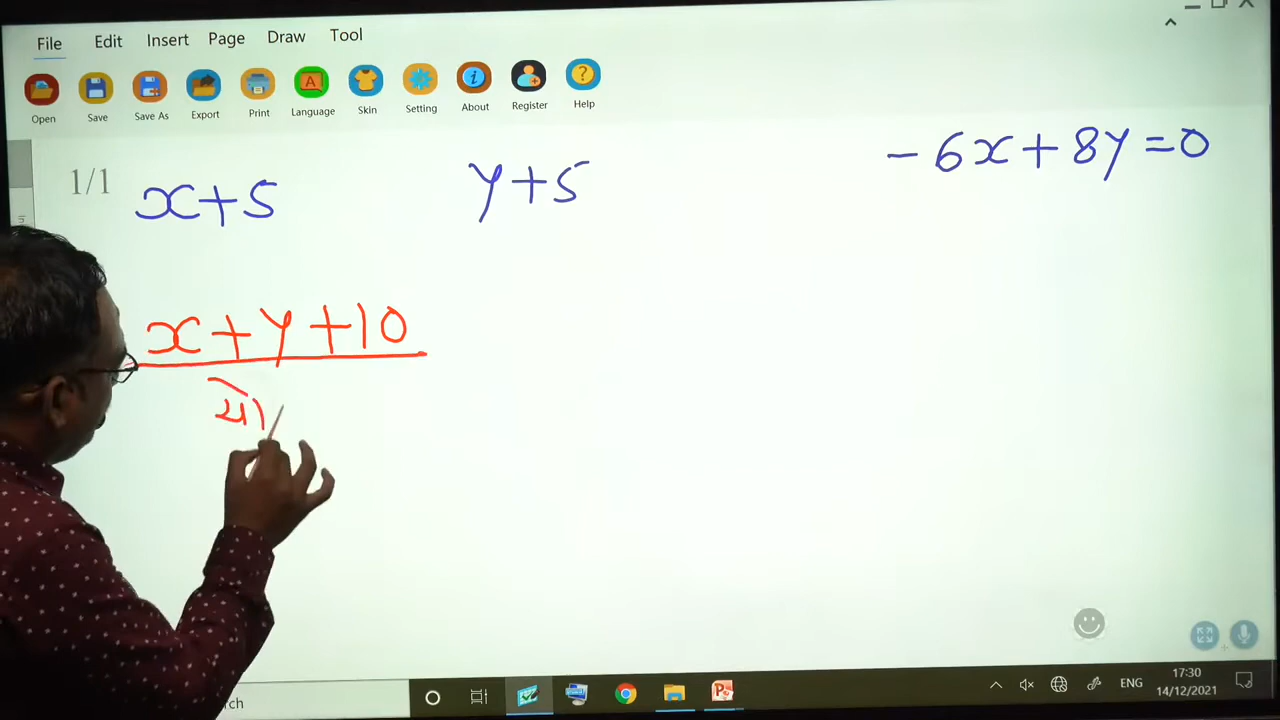 File Edit Insert Page Draw Tool
Open Save Save As Export Print Language Skin Setting About Register Help
1/1
x+5 y+5 -6x+8y=0
x+y+10
rch
ENG 17:30
14/12/2021